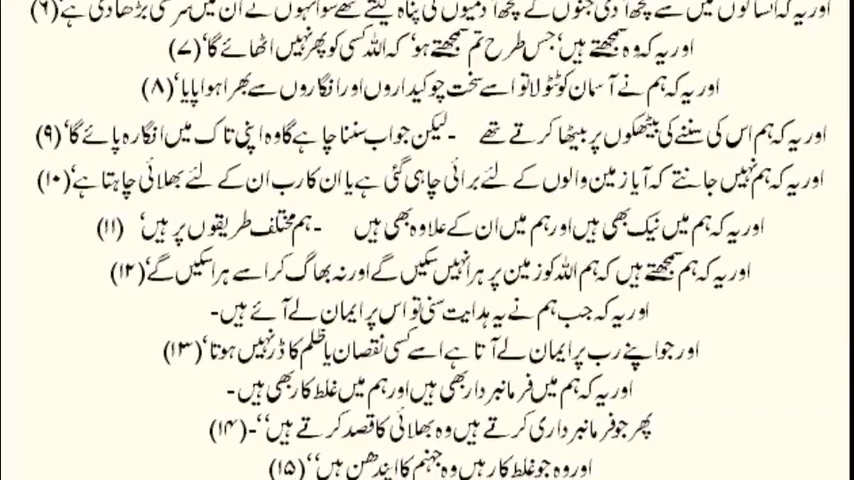 اور یہ کہ انسانوں میں سے کچھ آدمی جنوں کے کچھ آدمیوں کی پناہ لیتے تھے سو انہوں نے ان میں سرکشی بڑھا دی ہے‘(۶)
اور یہ کہ وہ سمجھتے ہیں‘ جس طرح تم سمجھتے ہو‘ کہ اللہ کسی کو پھر نہیں اٹھائے گا‘(۷)
اور یہ کہ ہم نے آسمان کو ٹٹولا تو اسے سخت چوکیداروں اور انگاروں سے بھرا ہوا پایا‘(۸)
اور یہ کہ ہم اس کی سننے کی بیٹھکوں پر بیٹھا کرتے تھے - لیکن جو اب سننا چاہے گا وہ اپنی تاک میں انگارہ پائے گا‘(۹)
اور یہ کہ ہم نہیں جانتے کہ آیا زمین والوں کے لئے برائی چاہی گئی ہے یا ان کا رب ان کے لئے بھلائی چاہتا ہے‘(۱۰)
اور یہ کہ ہم میں نیک بھی ہیں اور ہم میں ان کے علاوہ بھی ہیں - ہم مختلف طریقوں پر ہیں‘ (۱۱)
اور یہ کہ ہم سمجھتے ہیں کہ ہم اللہ کو زمین پر ہرا نہیں سکیں گے اور نہ بھاگ کر اسے ہرا سکیں گے‘(۱۲)
اور یہ کہ جب ہم نے یہ ہدایت سنی تو اس پر ایمان لے آئے ہیں-
اور جو اپنے رب پر ایمان لے آتا ہے اسے کسی نقصان یا ظلم کا ڈر نہیں ہوتا‘(۱۳)
اور یہ کہ ہم میں فرمانبردار بھی ہیں اور ہم میں غلط کار بھی ہیں-
پھر جو فرمانبرداری کرتے ہیں وہ بھلائی کا قصد کرتے ہیں‘‘-(۱۴)
اور وہ جو غلط کار ہیں وہ جہنم کا ایندھن ہیں‘‘(۱۵)